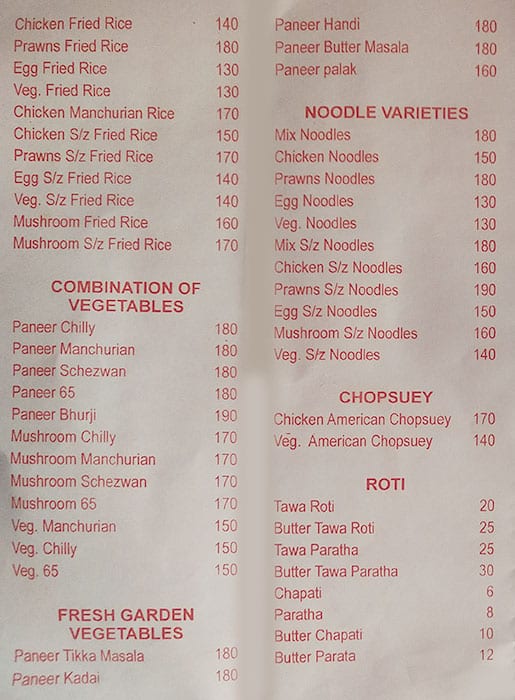 Chicken Fried Rice 140
Prawns Fried Rice 180
Egg Fried Rice 130
Veg. Fried Rice 130
Chicken Manchurian Rice 170
Chicken S/z Fried Rice 150
Prawns S/z Fried Rice 170
Egg S/z Fried Rice 140
Veg. S/z Fried Rice 140
Mushroom Fried Rice 160
Mushroom S/z Fried Rice 170
COMBINATION OF
VEGETABLES
Paneer Chilly 180
Paneer Manchurian 180
Paneer Schezwan 180
Paneer 65 180
Paneer Bhurji 190
Mushroom Chilly 170
Mushroom Manchurian 170
Mushroom Schezwan 170
Mushroom 65 170
Veg. Manchurian 150
Veg. Chilly 150
Veg. 65 150
FRESH GARDEN
VEGETABLES
Paneer Tikka Masala 180
Paneer Kadai 180
Paneer Handi 180
Paneer Butter Masala 180
Paneer palak 160
NOODLE VARIETIES
Mix Noodles 180
Chicken Noodles 150
Prawns Noodles 180
Egg Noodles 130
Veg. Noodles 130
Mix S/z Noodles 180
Chicken S/z Noodles 160
Prawns S/z Noodles 190
Egg S/z Noodles 150
Mushroom S/z Noodles 160
Veg. S/z Noodles 140
CHOPSUEY
Chicken American Chopsuey 170
Veg. American Chopsuey 140
ROTI
Tawa Roti 20
Butter Tawa Roti 25
Tawa Paratha 25
Butter Tawa Paratha 30
Chapati 6
Paratha 8
Butter Chapati 10
Butter Parata 12